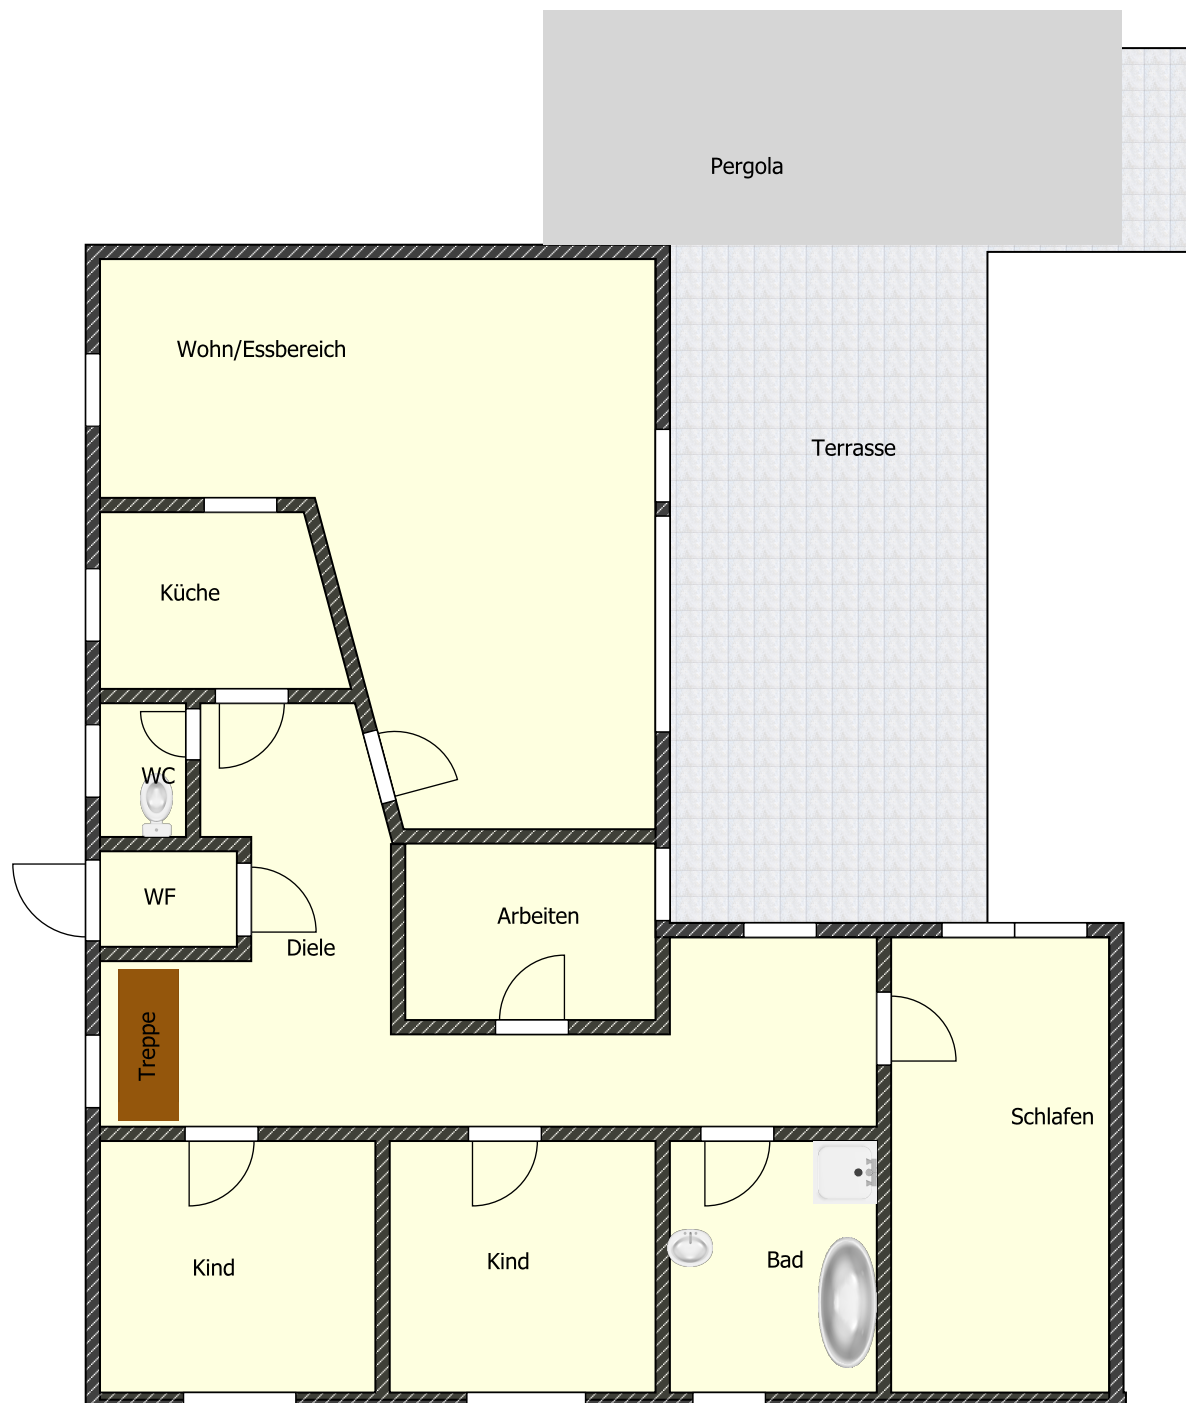 Pergola
Wohn/Essbereich
Terrasse
Küche
WC
WF
Arbeiten
Diele
Treppe
Schlafen
Kind
Kind
Bad